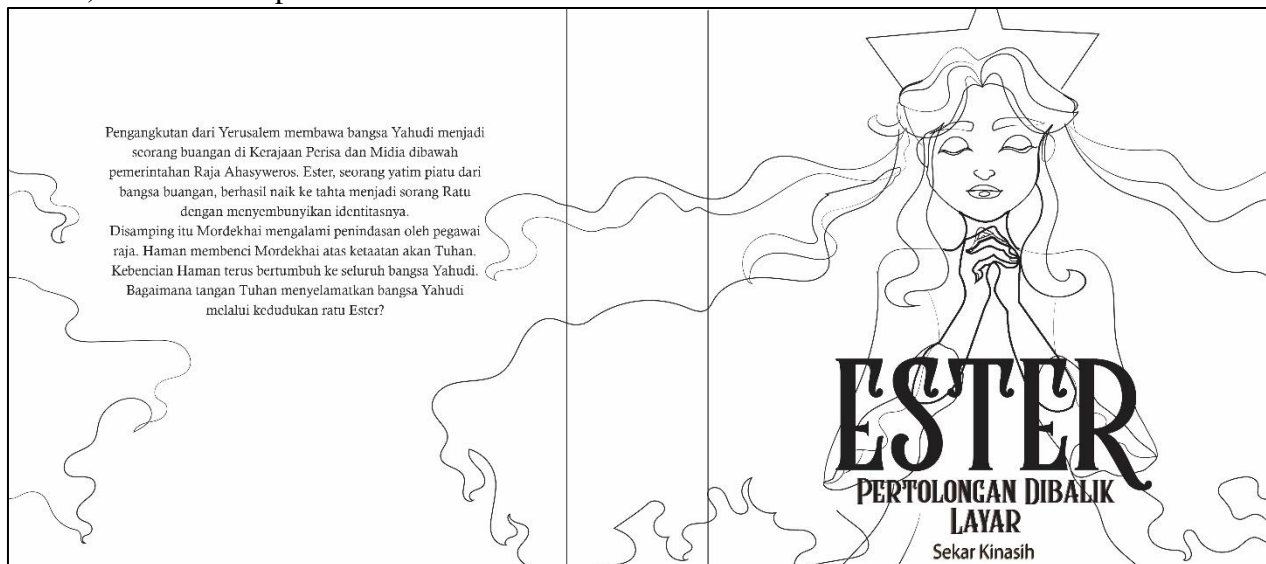 Pengangkutan dari Yerusalem membawa bangsa Yahudi menjadi
seorang buangan di Kerajaan Perisa dan Midia dibawah
pemerintahan Raja Ahasyweros. Ester, seorang yatim piatu dari
bangsa buangan, berhasil naik ke tahta menjadi sorang Ratu
dengan menyembunyikan identitasnya.
Disamping itu Mordekhai mengalami penindasan oleh pegawai
raja. Haman membenci Mordekhai atas ketaatan akan Tuhan.
Kebencian Haman terus bertumbuh ke seluruh bangsa Yahudi.
Bagaimana tangan Tuhan menyelamatkan bangsa Yahudi
melalui kedudukan ratu Ester?
ESTER
PERTOLONGAN DIBALIK
LAYAR
Sekar Kinasih